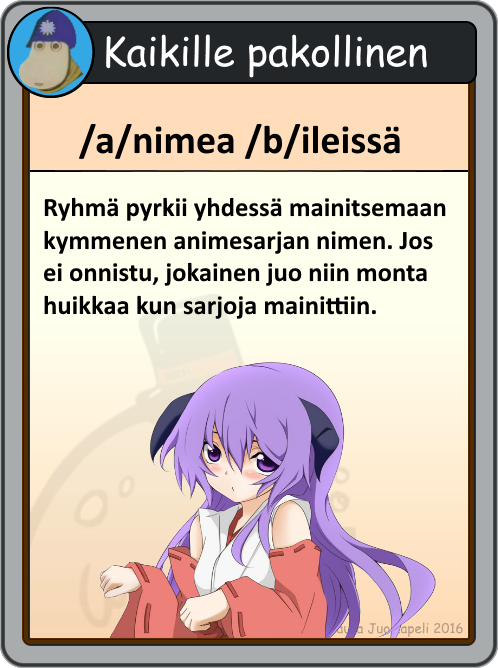 Kaikille pakollinen
/a/nimea /b/ileissä
Ryhmä pyrkii yhdessä mainitsemaan
kymmenen animesarjan nimen. Jos
ei onnistu, jokainen juo niin monta
huikkaa kun sarjoja mainittiin.
2016